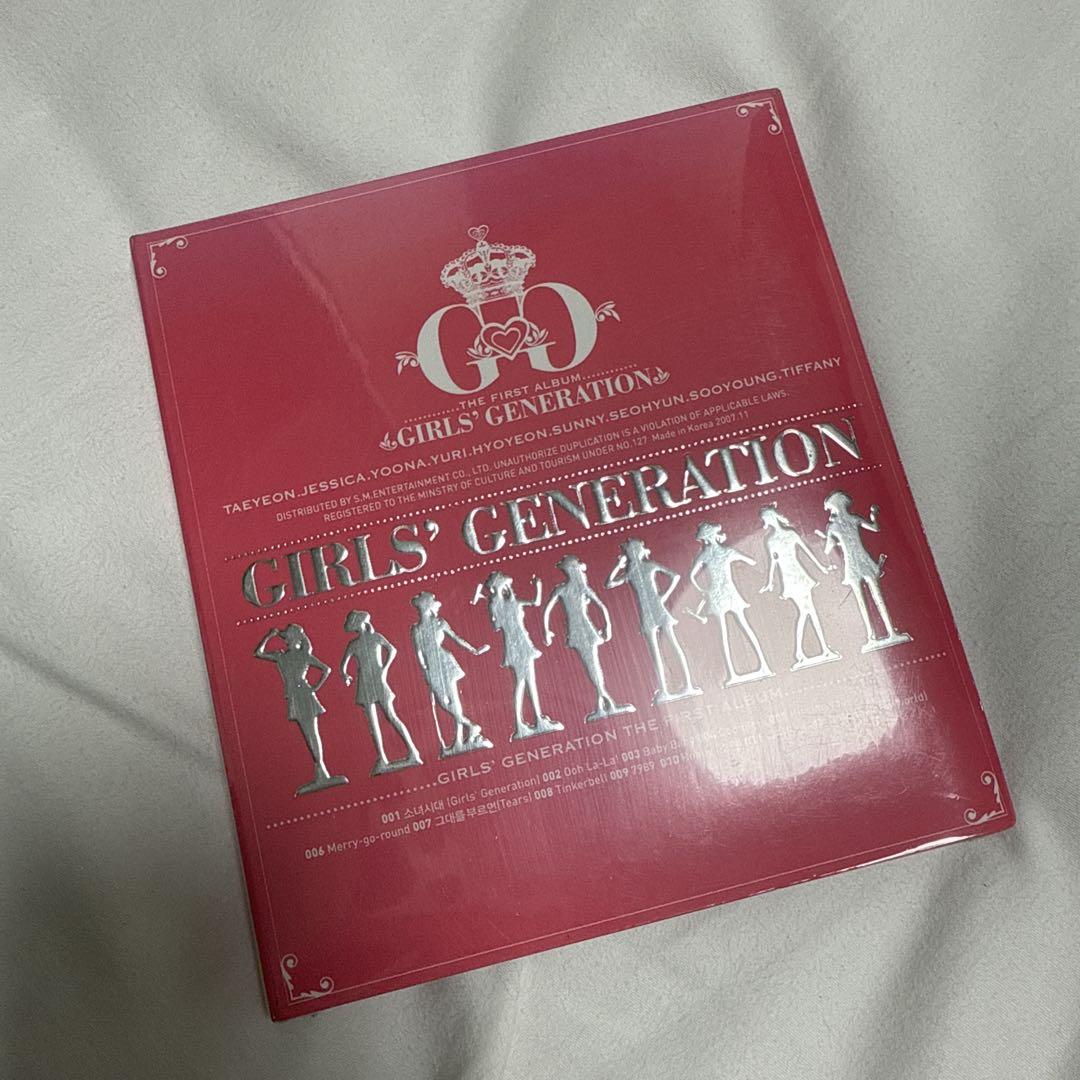 GG
THE FIRST ALBUM
GIRLS' GENERATION
TAEYEON.JESSICA.YOONA.YURI.HYOYEON.SUNNY.SEOHYUN.SOOYOUNG.TIFFANY
DISTRIBUTED BY S.M.ENTERTAINMENT CO., LTD. UNAUTHORIZE DUPLICATION IS A VIOLATION OF APPLICABLE LAWS.
REGISTERED TO THE MINSTRY OF CULTURE AND TOURISM UNDER NO.127 Made in Korea 2007.11
GIRLS' GENERATION
GIRLS' GENERATION THE FIRST ALBUM
001 소녀시대 (Girls' Generation) 002 Ooh La-La! 003 Baby
006 Merry-go-round 007 그대를 부르면(Tears) 008 Tinkerbell 009 7989 010